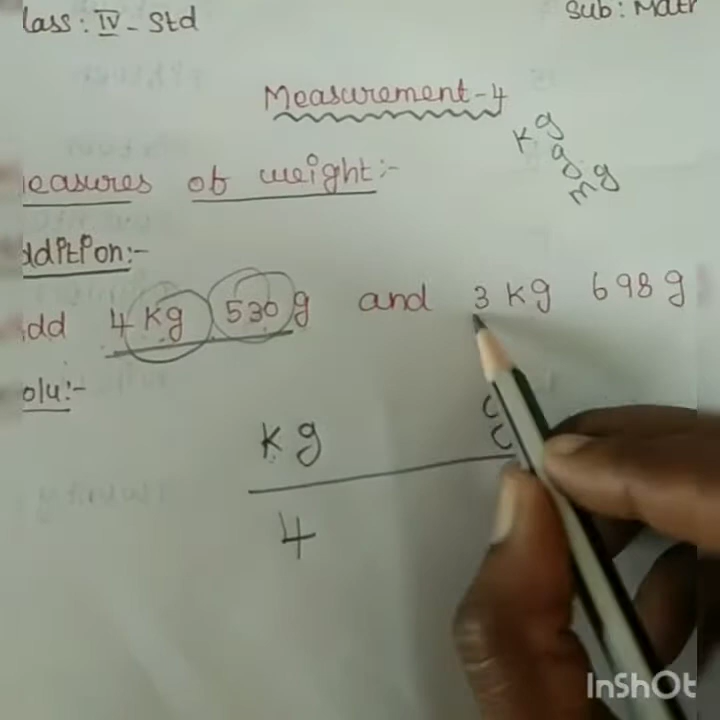 lass: IV - Std Sub: Math
Measurement-4
kg
g
mg
easures of weight:-
ddition:-
dd 4 Kg 530 g and 3 kg 698 g
olu:-
kg g
4
InShOt